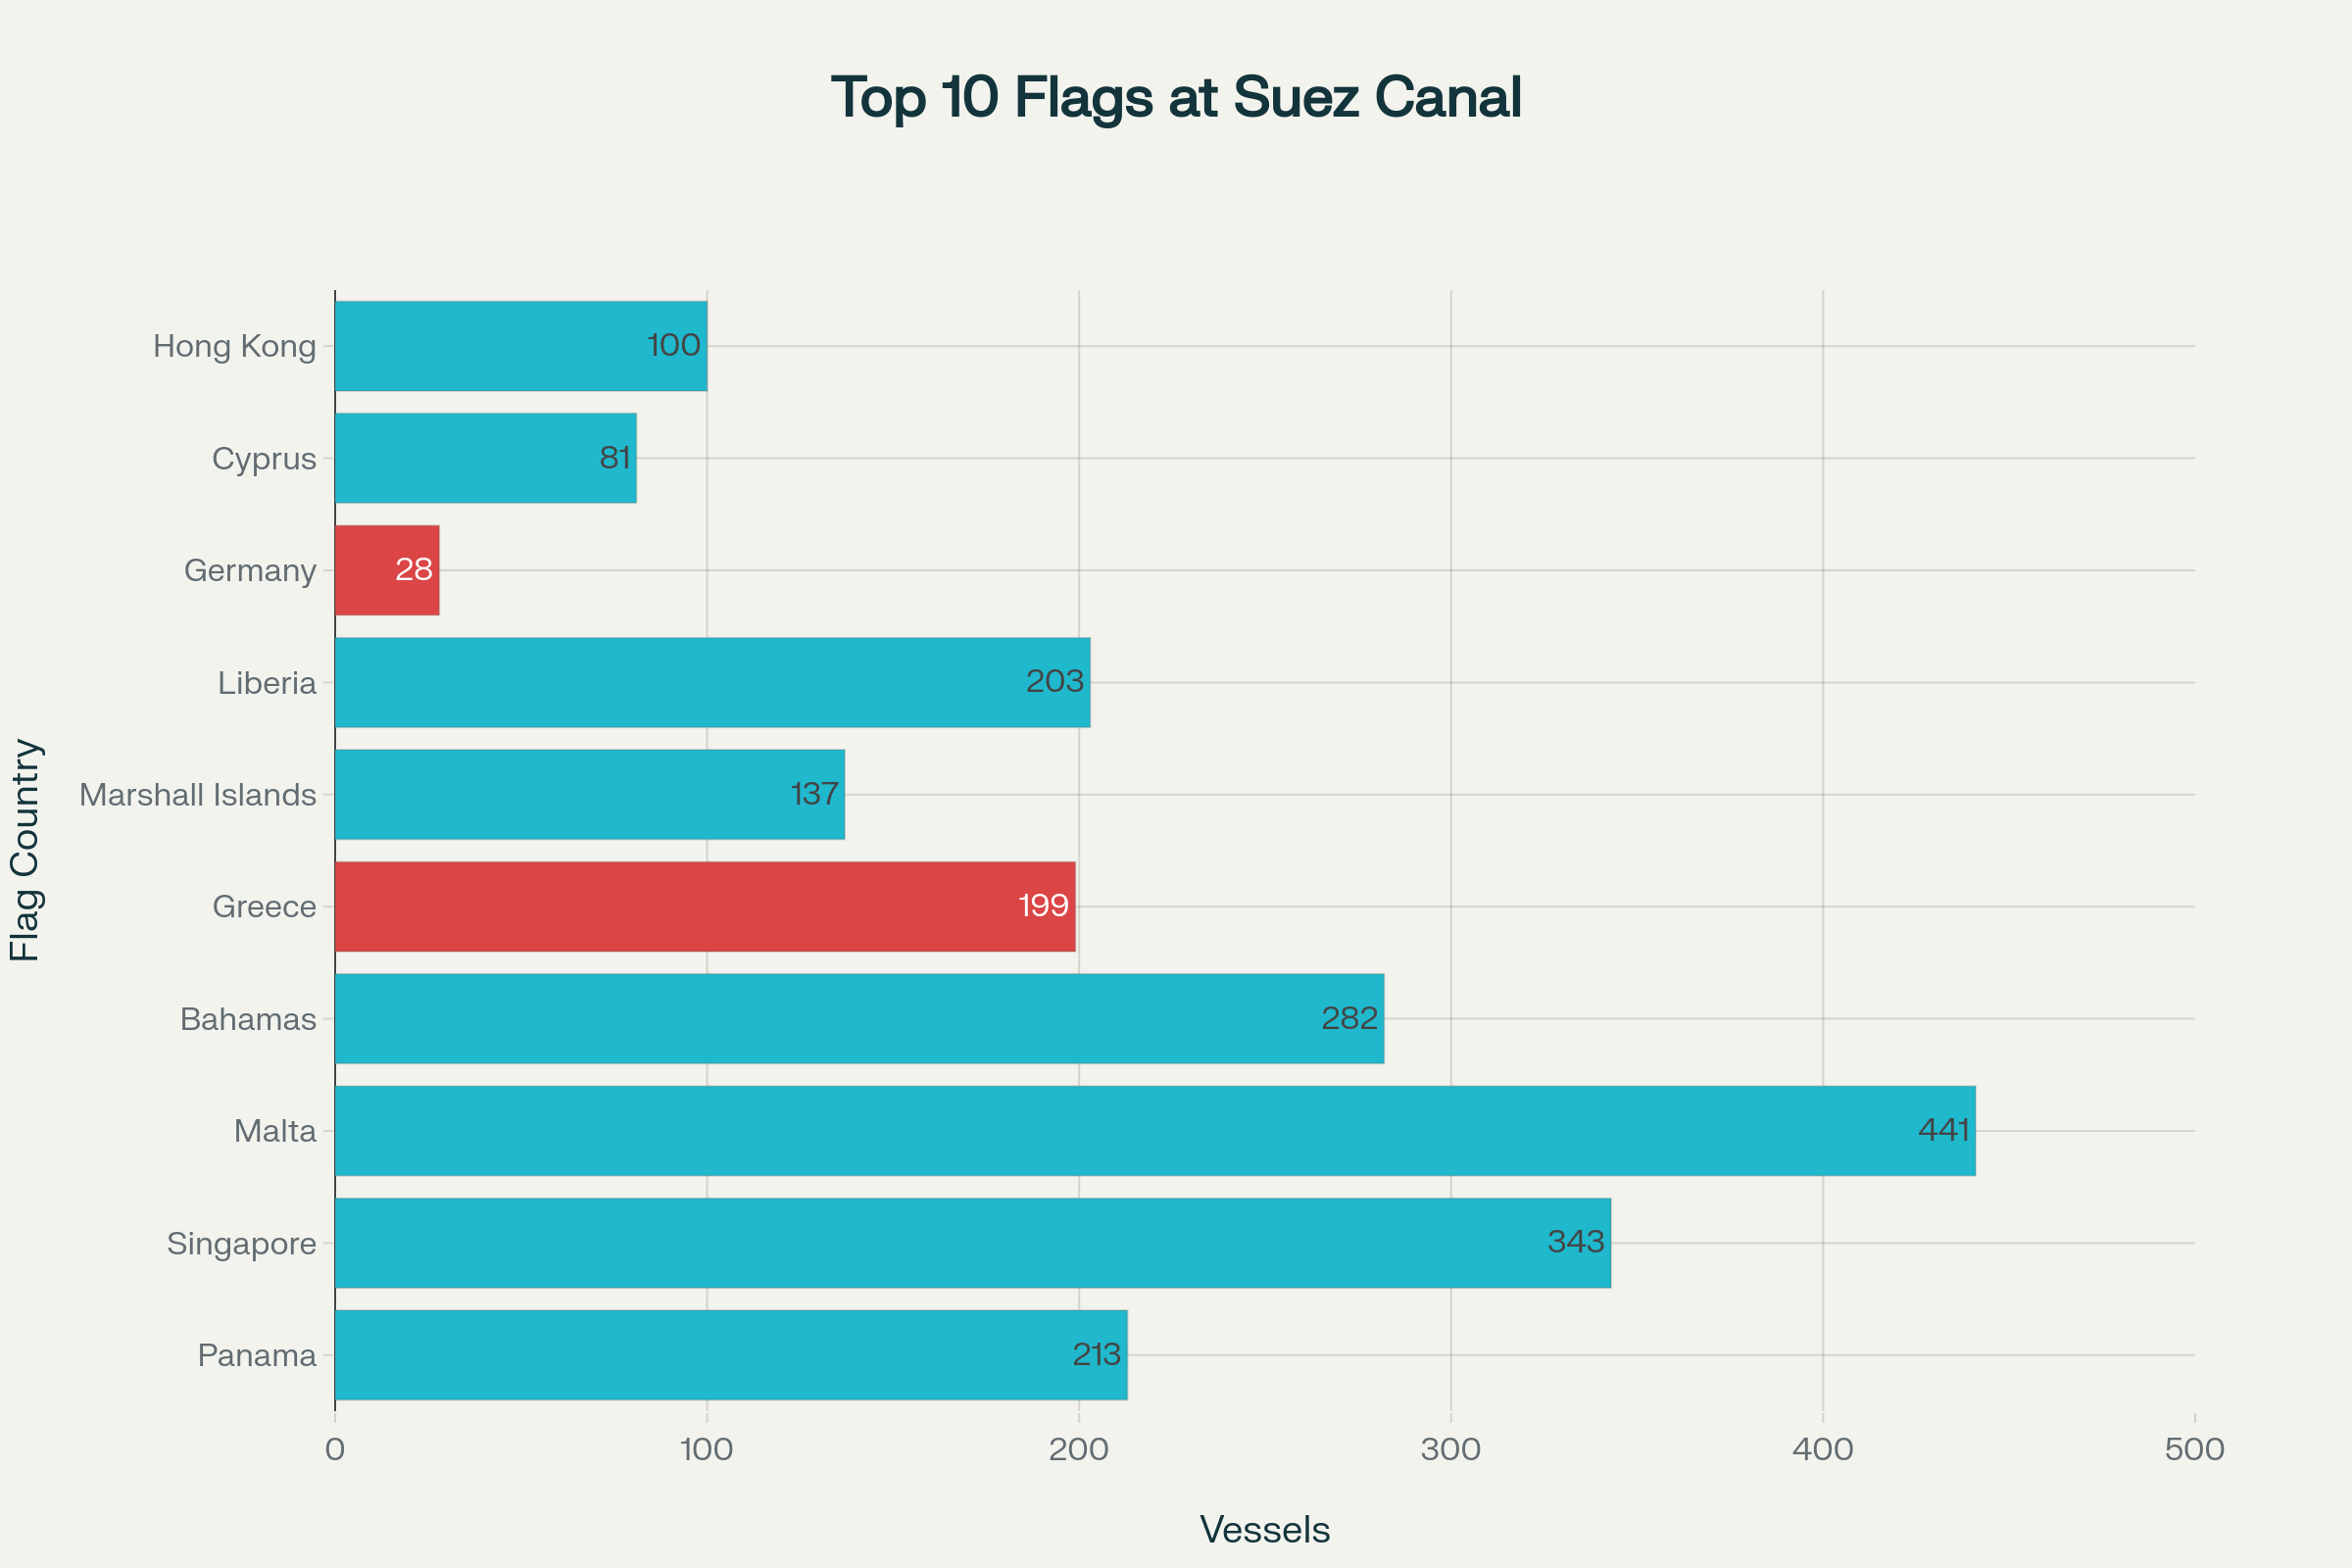 Top 10 Flags at Suez Canal
Flag Country
Hong Kong 100
Cyprus 81
Germany 28
Liberia 203
Marshall Islands 137
Greece 199
Bahamas 282
Malta 441
Singapore 343
Panama 213
0 100 200 300 400 500
Vessels